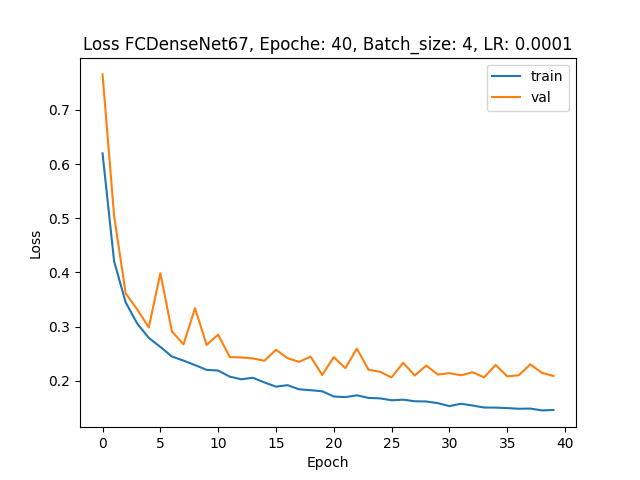 Loss FCDenseNet67, Epoche: 40, Batch_size: 4, LR: 0.0001
train
val
0.7
0.6
0.5
0.4
0.3
0.2
Loss
0 5 10 15 20 25 30 35 40
Epoch